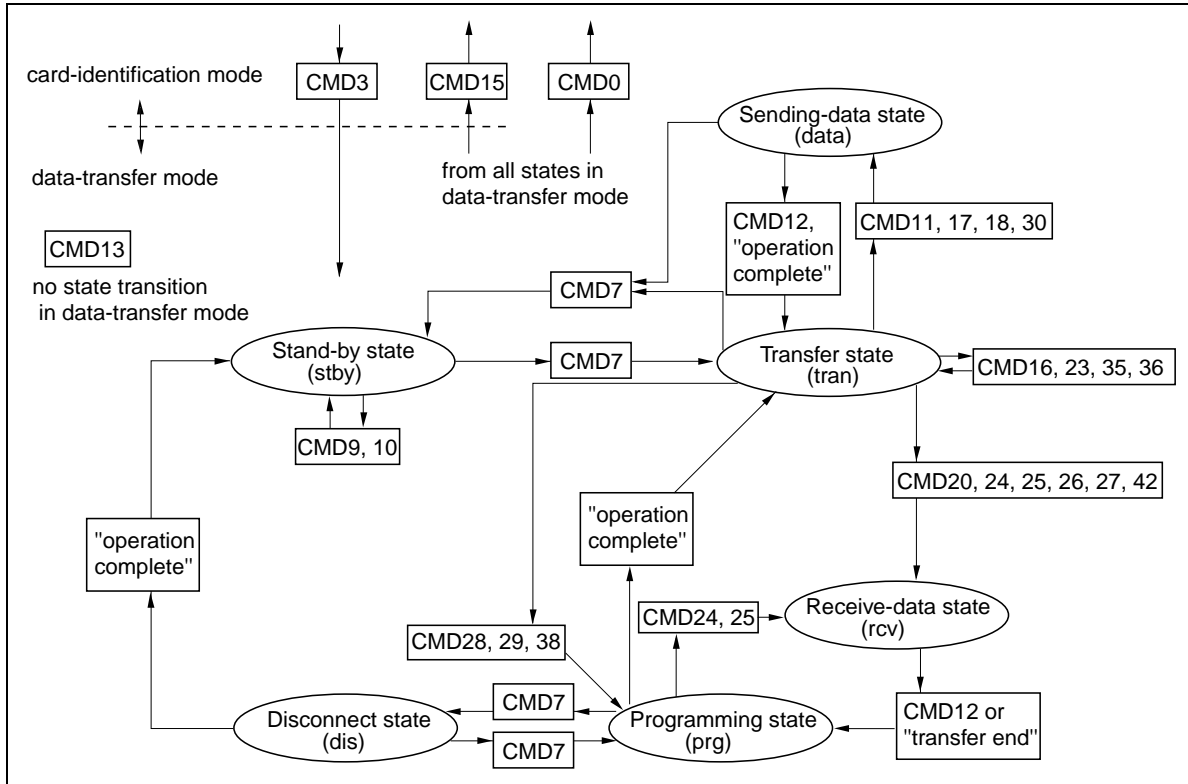 card-identification mode
CMD3
CMD15
CMD0
Sending-data state
(data)
data-transfer mode
from all states in
data-transfer mode
CMD12,
"operation
complete"
CMD11, 17, 18, 30
CMD13
no state transition
in data-transfer mode
CMD7
Stand-by state
(stby)
CMD7
Transfer state
(tran)
CMD16, 23, 35, 36
CMD9, 10
CMD20, 24, 25, 26, 27, 42
"operation
complete"
"operation
complete"
Receive-data state
(rcv)
CMD24, 25
CMD28, 29, 38
CMD7
Disconnect state
(dis)
Programming state
(prg)
CMD12 or
"transfer end"
CMD7